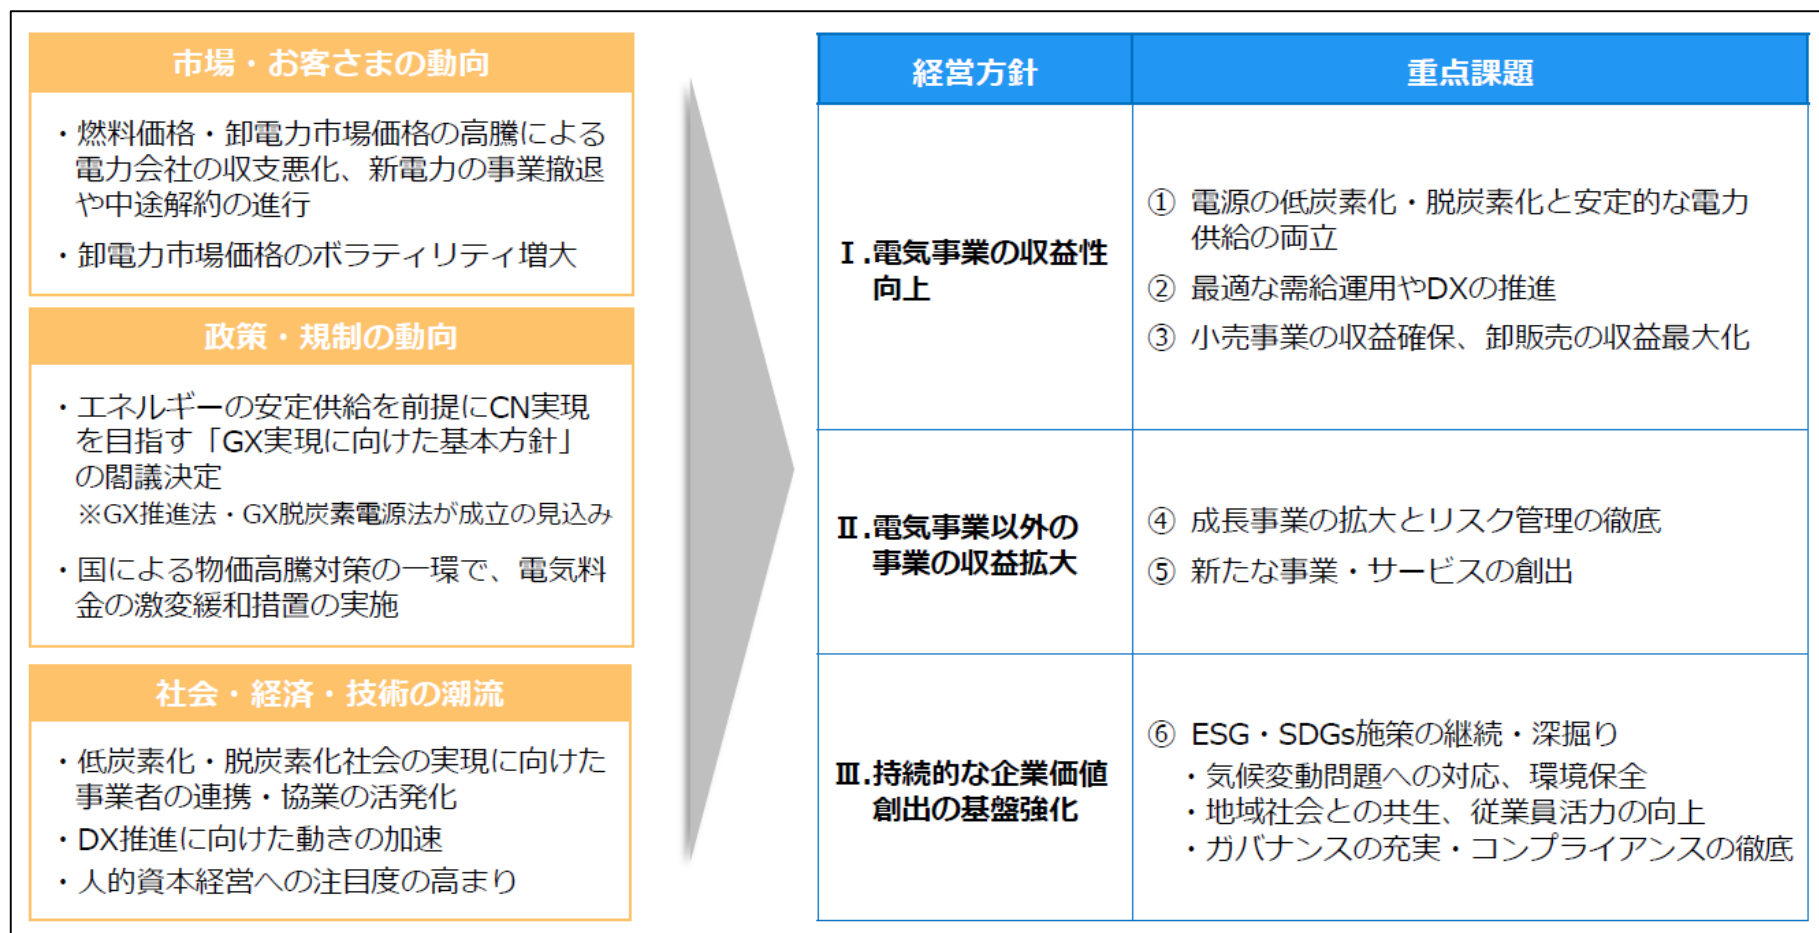 市場・お客さまの動向
・燃料価格・卸電力市場価格の高騰による
電力会社の収支悪化、新電力の事業撤退
や中途解約の進行
・卸電力市場価格のボラティリティ増大
政策・規制の動向
・エネルギーの安定供給を前提にCN実現
を目指す「GX実現に向けた基本方針」
の閣議決定
※GX推進法・GX脱炭素電源法が成立の見込み
・国による物価高騰対策の一環で、電気料
金の激変緩和措置の実施
社会・経済・技術の潮流
・低炭素化・脱炭素化社会の実現に向けた
事業者の連携・協業の活発化
・DX推進に向けた動きの加速
・人的資本経営への注目度の高まり
経営方針
重点課題
Ⅰ.電気事業の収益性
向上
① 電源の低炭素化・脱炭素化と安定的な電力
供給の両立
② 最適な需給運用やDXの推進
③ 小売事業の収益確保、卸販売の収益最大化
Ⅱ.電気事業以外の
事業の収益拡大
④ 成長事業の拡大とリスク管理の徹底
⑤ 新たな事業・サービスの創出
Ⅲ.持続的な企業価値
創出の基盤強化
⑥ ESG・SDGs施策の継続・深掘り
・気候変動問題への対応、環境保全
・地域社会との共生、従業員活力の向上
・ガバナンスの充実・コンプライアンスの徹底